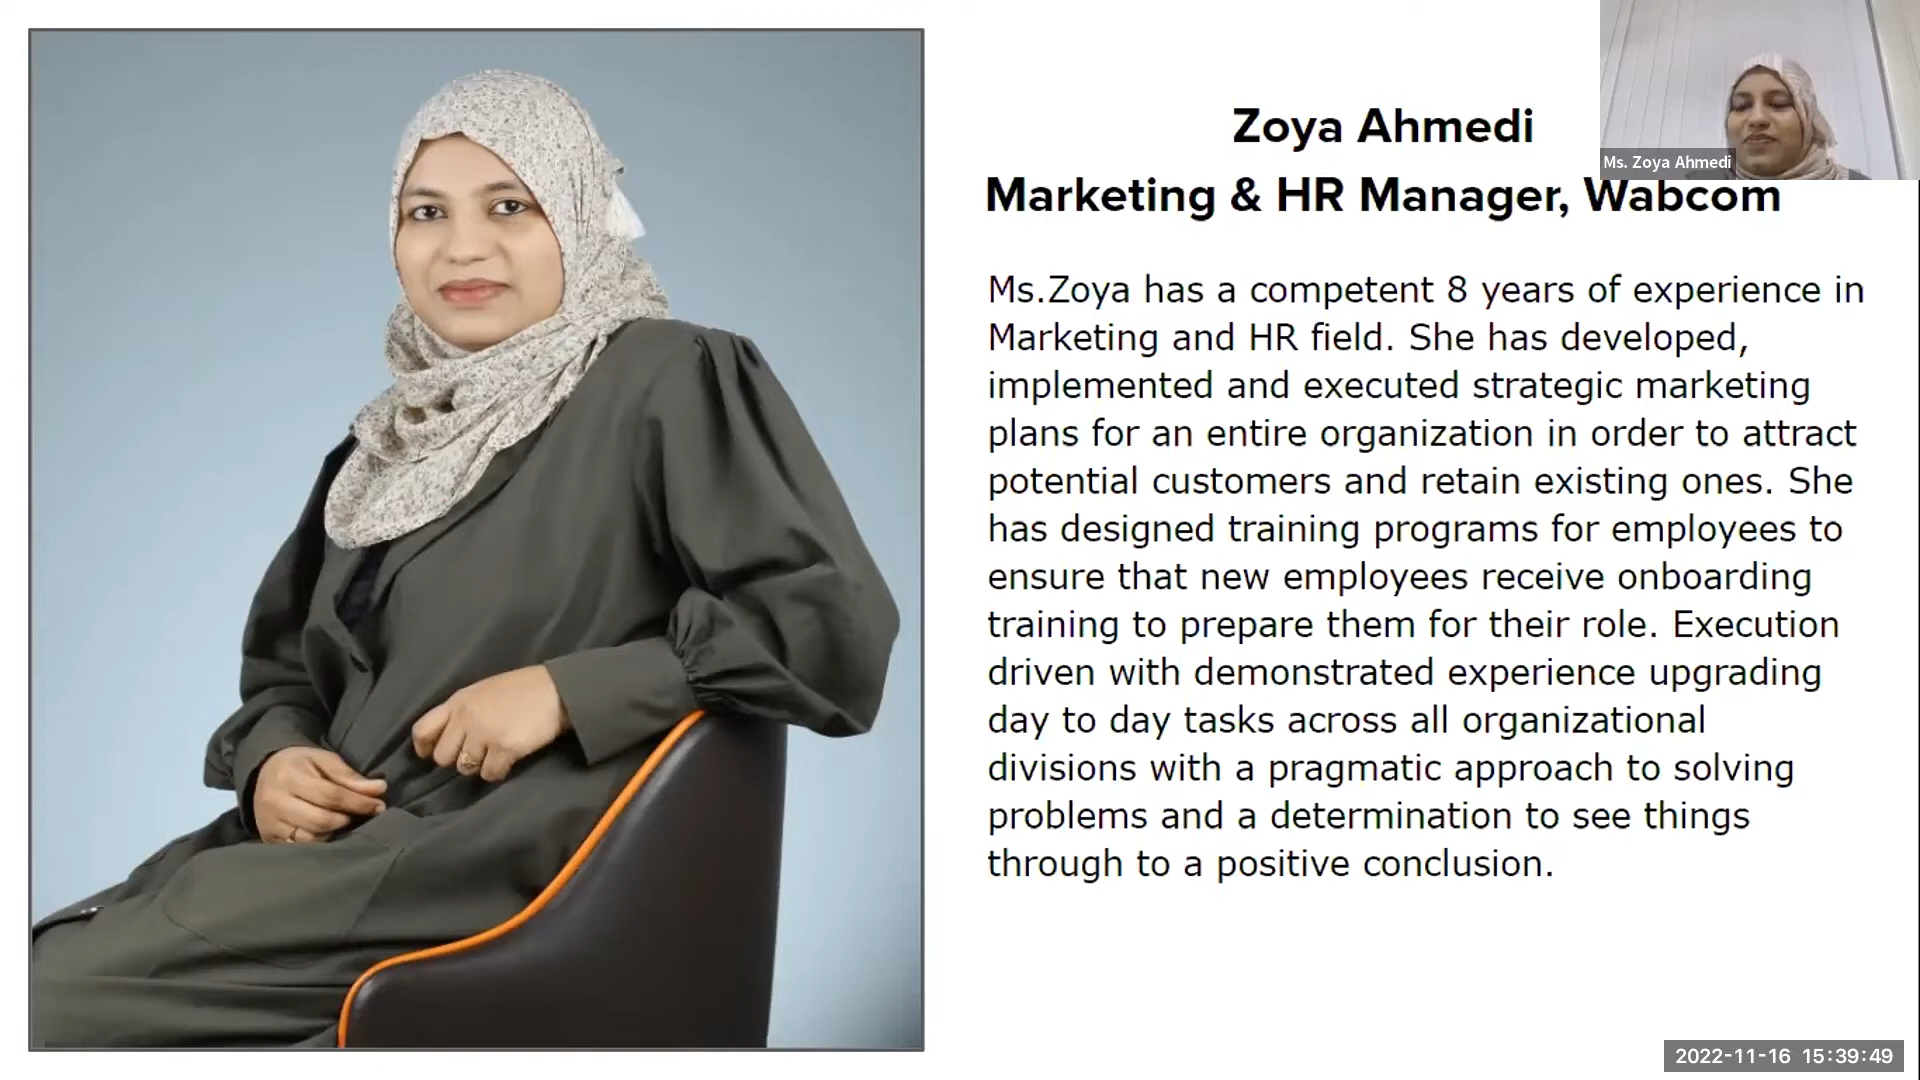 Zoya Ahmedi
Marketing & HR Manager, Wabcom
Ms. Zoya Ahmedi
Ms.Zoya has a competent 8 years of experience in
Marketing and HR field. She has developed,
implemented and executed strategic marketing
plans for an entire organization in order to attract
potential customers and retain existing ones. She
has designed training programs for employees to
ensure that new employees receive onboarding
training to prepare them for their role. Execution
driven with demonstrated experience upgrading
day to day tasks across all organizational
divisions with a pragmatic approach to solving
problems and a determination to see things
through to a positive conclusion.
2022-11-16 15:39:49